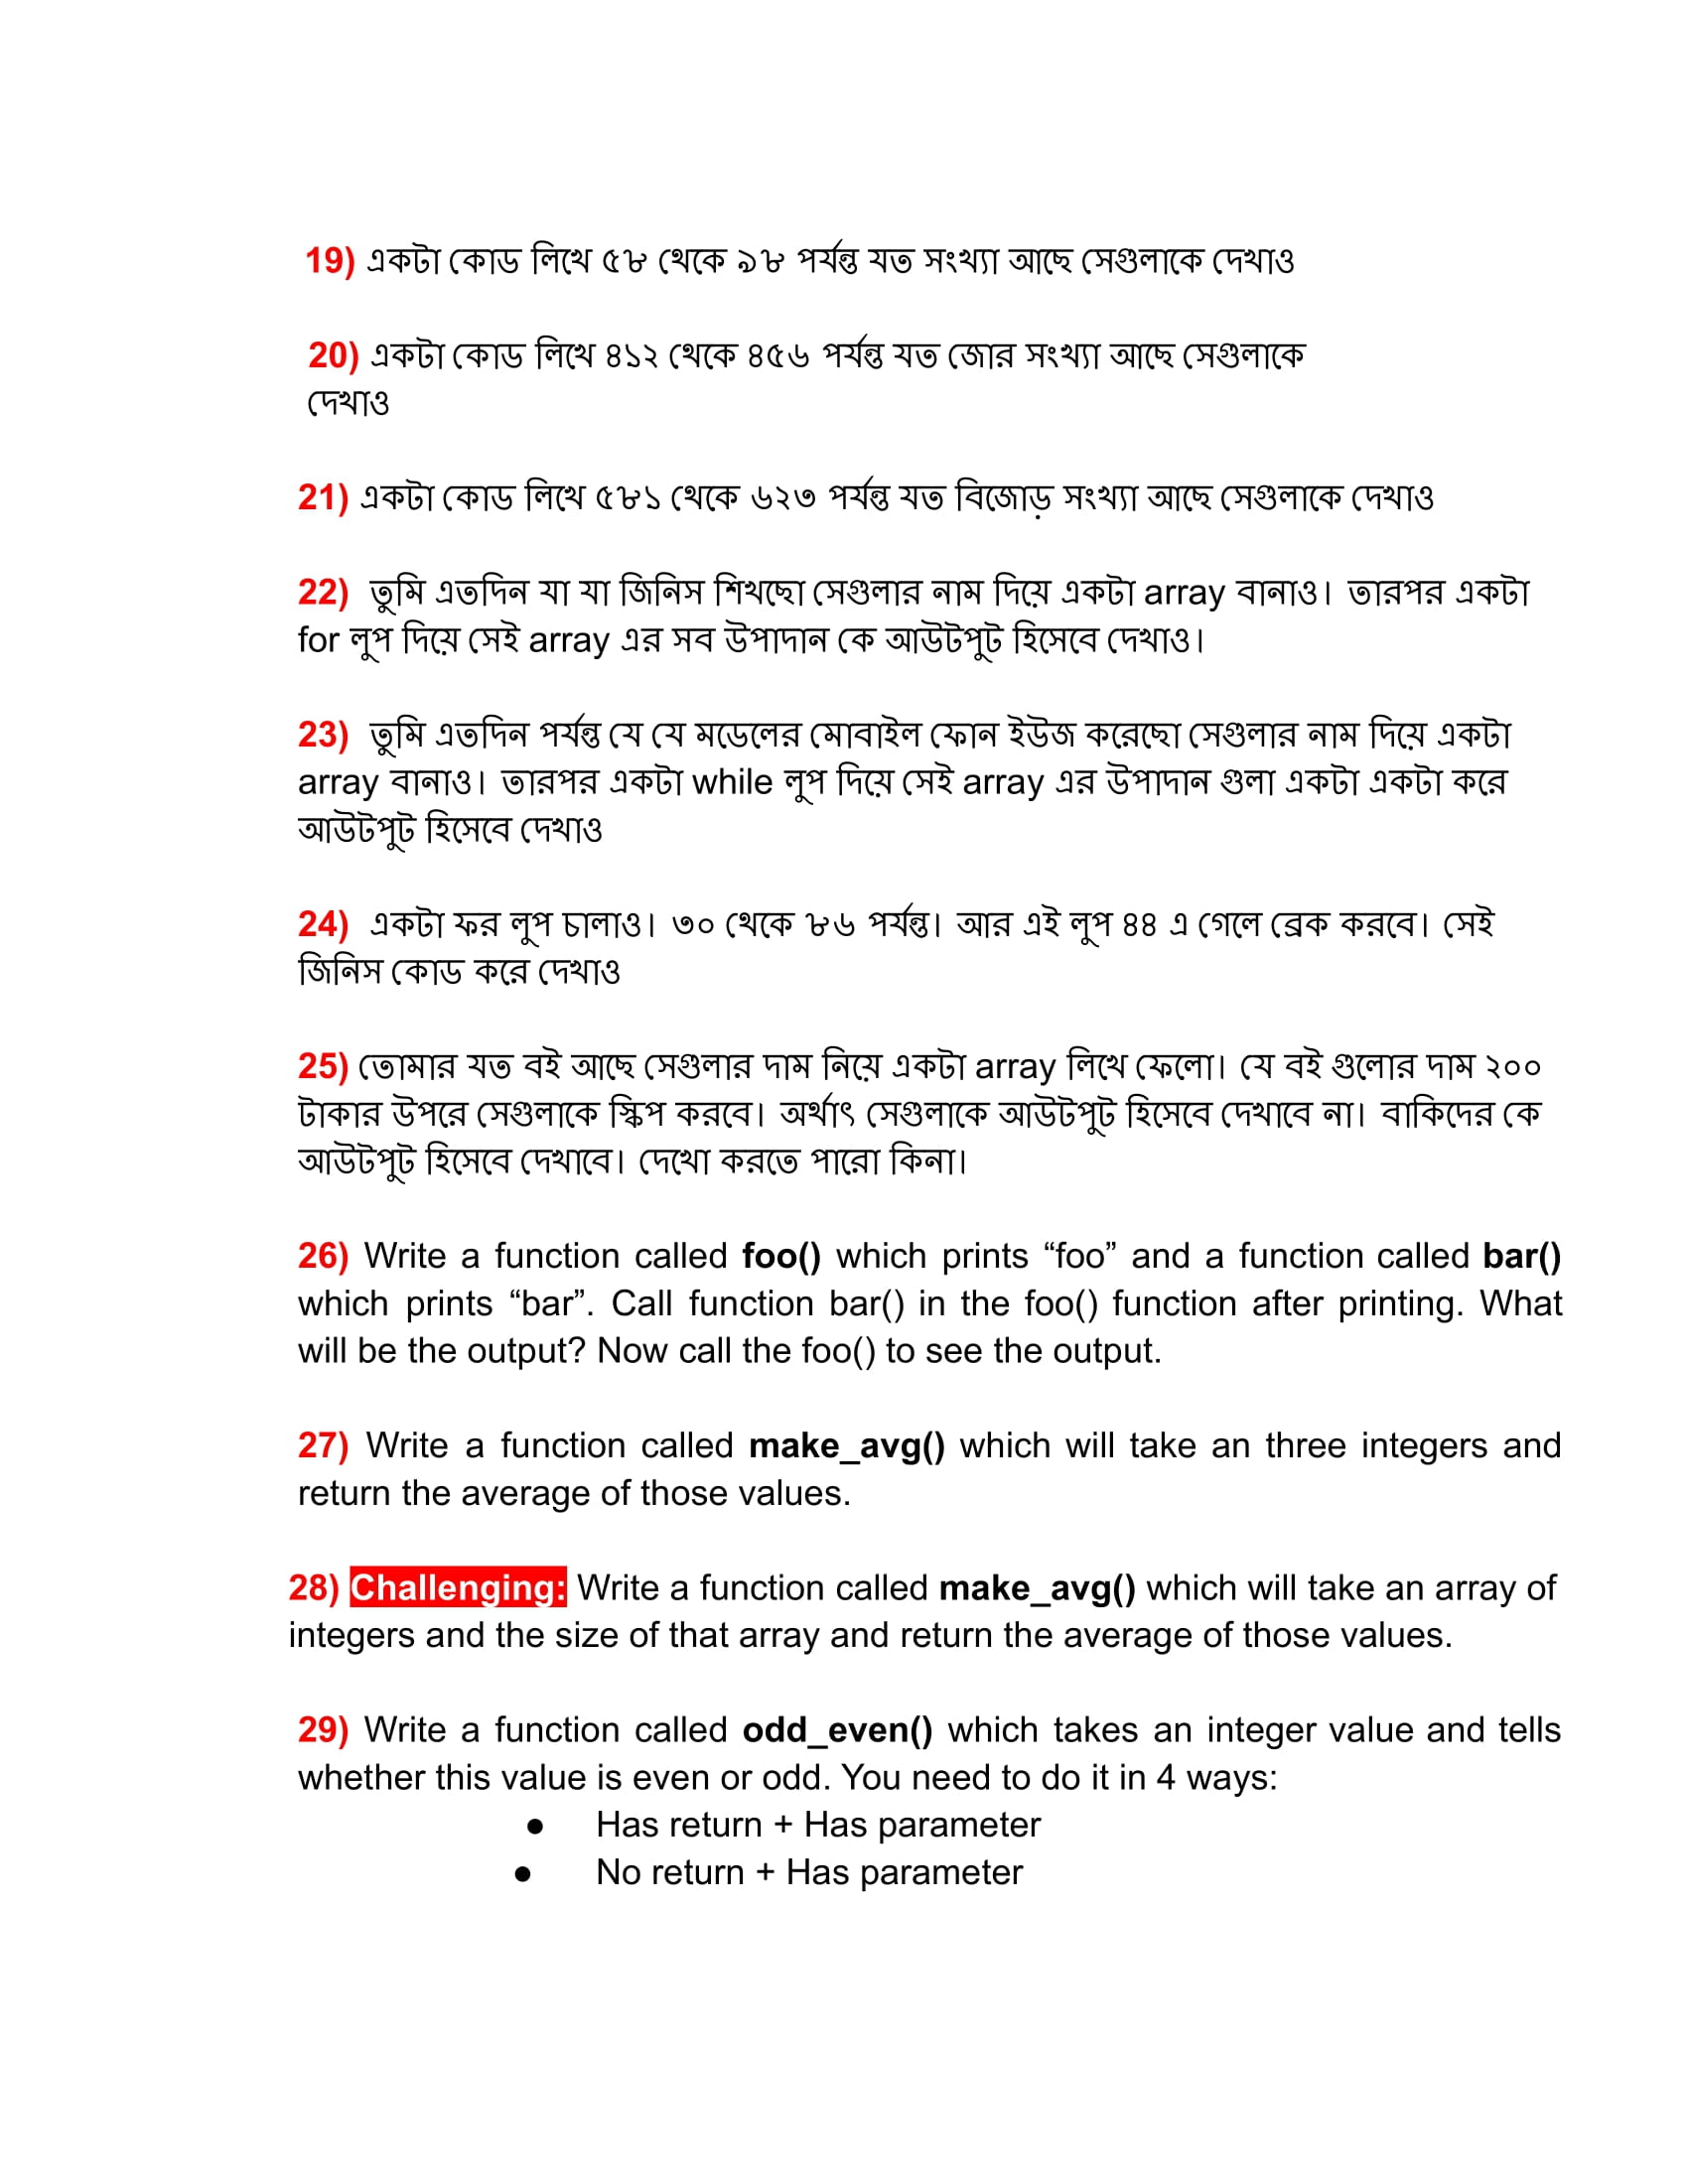 19) একটা কোড লিখে ৫৮ থেকে ৯৮ পর্যন্ত যত সংখ্যা আছে সেগুলাকে দেখাও
20) একটা কোড লিখে ৪১২ থেকে ৪৫৬ পর্যন্ত যত জোর সংখ্যা আছে সেগুলাকে
দেখাও
21) একটা কোড লিখে ৫৮১ থেকে ৬২৩ পর্যন্ত যত বিজোড় সংখ্যা আছে সেগুলাকে দেখাও
22) তুমি এতদিন যা যা জিনিস শিখছো সেগুলার নাম দিয়ে একটা array বানাও। তারপর একটা
for লুপ দিয়ে সেই array এর সব উপাদান কে আউটপুট হিসেবে দেখাও।
23) তুমি এতদিন পর্যন্ত যে যে মডেলের মোবাইল ফোন ইউজ করেছো সেগুলার নাম দিয়ে একটা
array বানাও। তারপর একটা while লুপ দিয়ে সেই array এর উপাদান গুলা একটা একটা করে
আউটপুট হিসেবে দেখাও
24) একটা ফর লুপ চালাও। ৩০ থেকে ৮৬ পর্যন্ত। আর এই লুপ ৪৪ এ গেলে ব্রেক করবে। সেই
জিনিস কোড করে দেখাও
25) তোমার যত বই আছে সেগুলার দাম নিয়ে একটা array লিখে ফেলো। যে বই গুলোর দাম ২০০
টাকার উপরে সেগুলাকে স্কিপ করবে। অর্থাৎ সেগুলাকে আউটপুট হিসেবে দেখাবে না। বাকিদের কে
আউটপুট হিসেবে দেখাবে। দেখো করতে পারো কিনা।
26) Write a function called foo() which prints “foo” and a function called bar()
which prints “bar”. Call function bar() in the foo() function after printing. What
will be the output? Now call the foo() to see the output.
27) Write a function called make_avg() which will take an three integers and
return the average of those values.
28) Challenging: Write a function called make_avg() which will take an array of
integers and the size of that array and return the average of those values.
29) Write a function called odd_even() which takes an integer value and tells
whether this value is even or odd. You need to do it in 4 ways:
● Has return + Has parameter
● No return + Has parameter